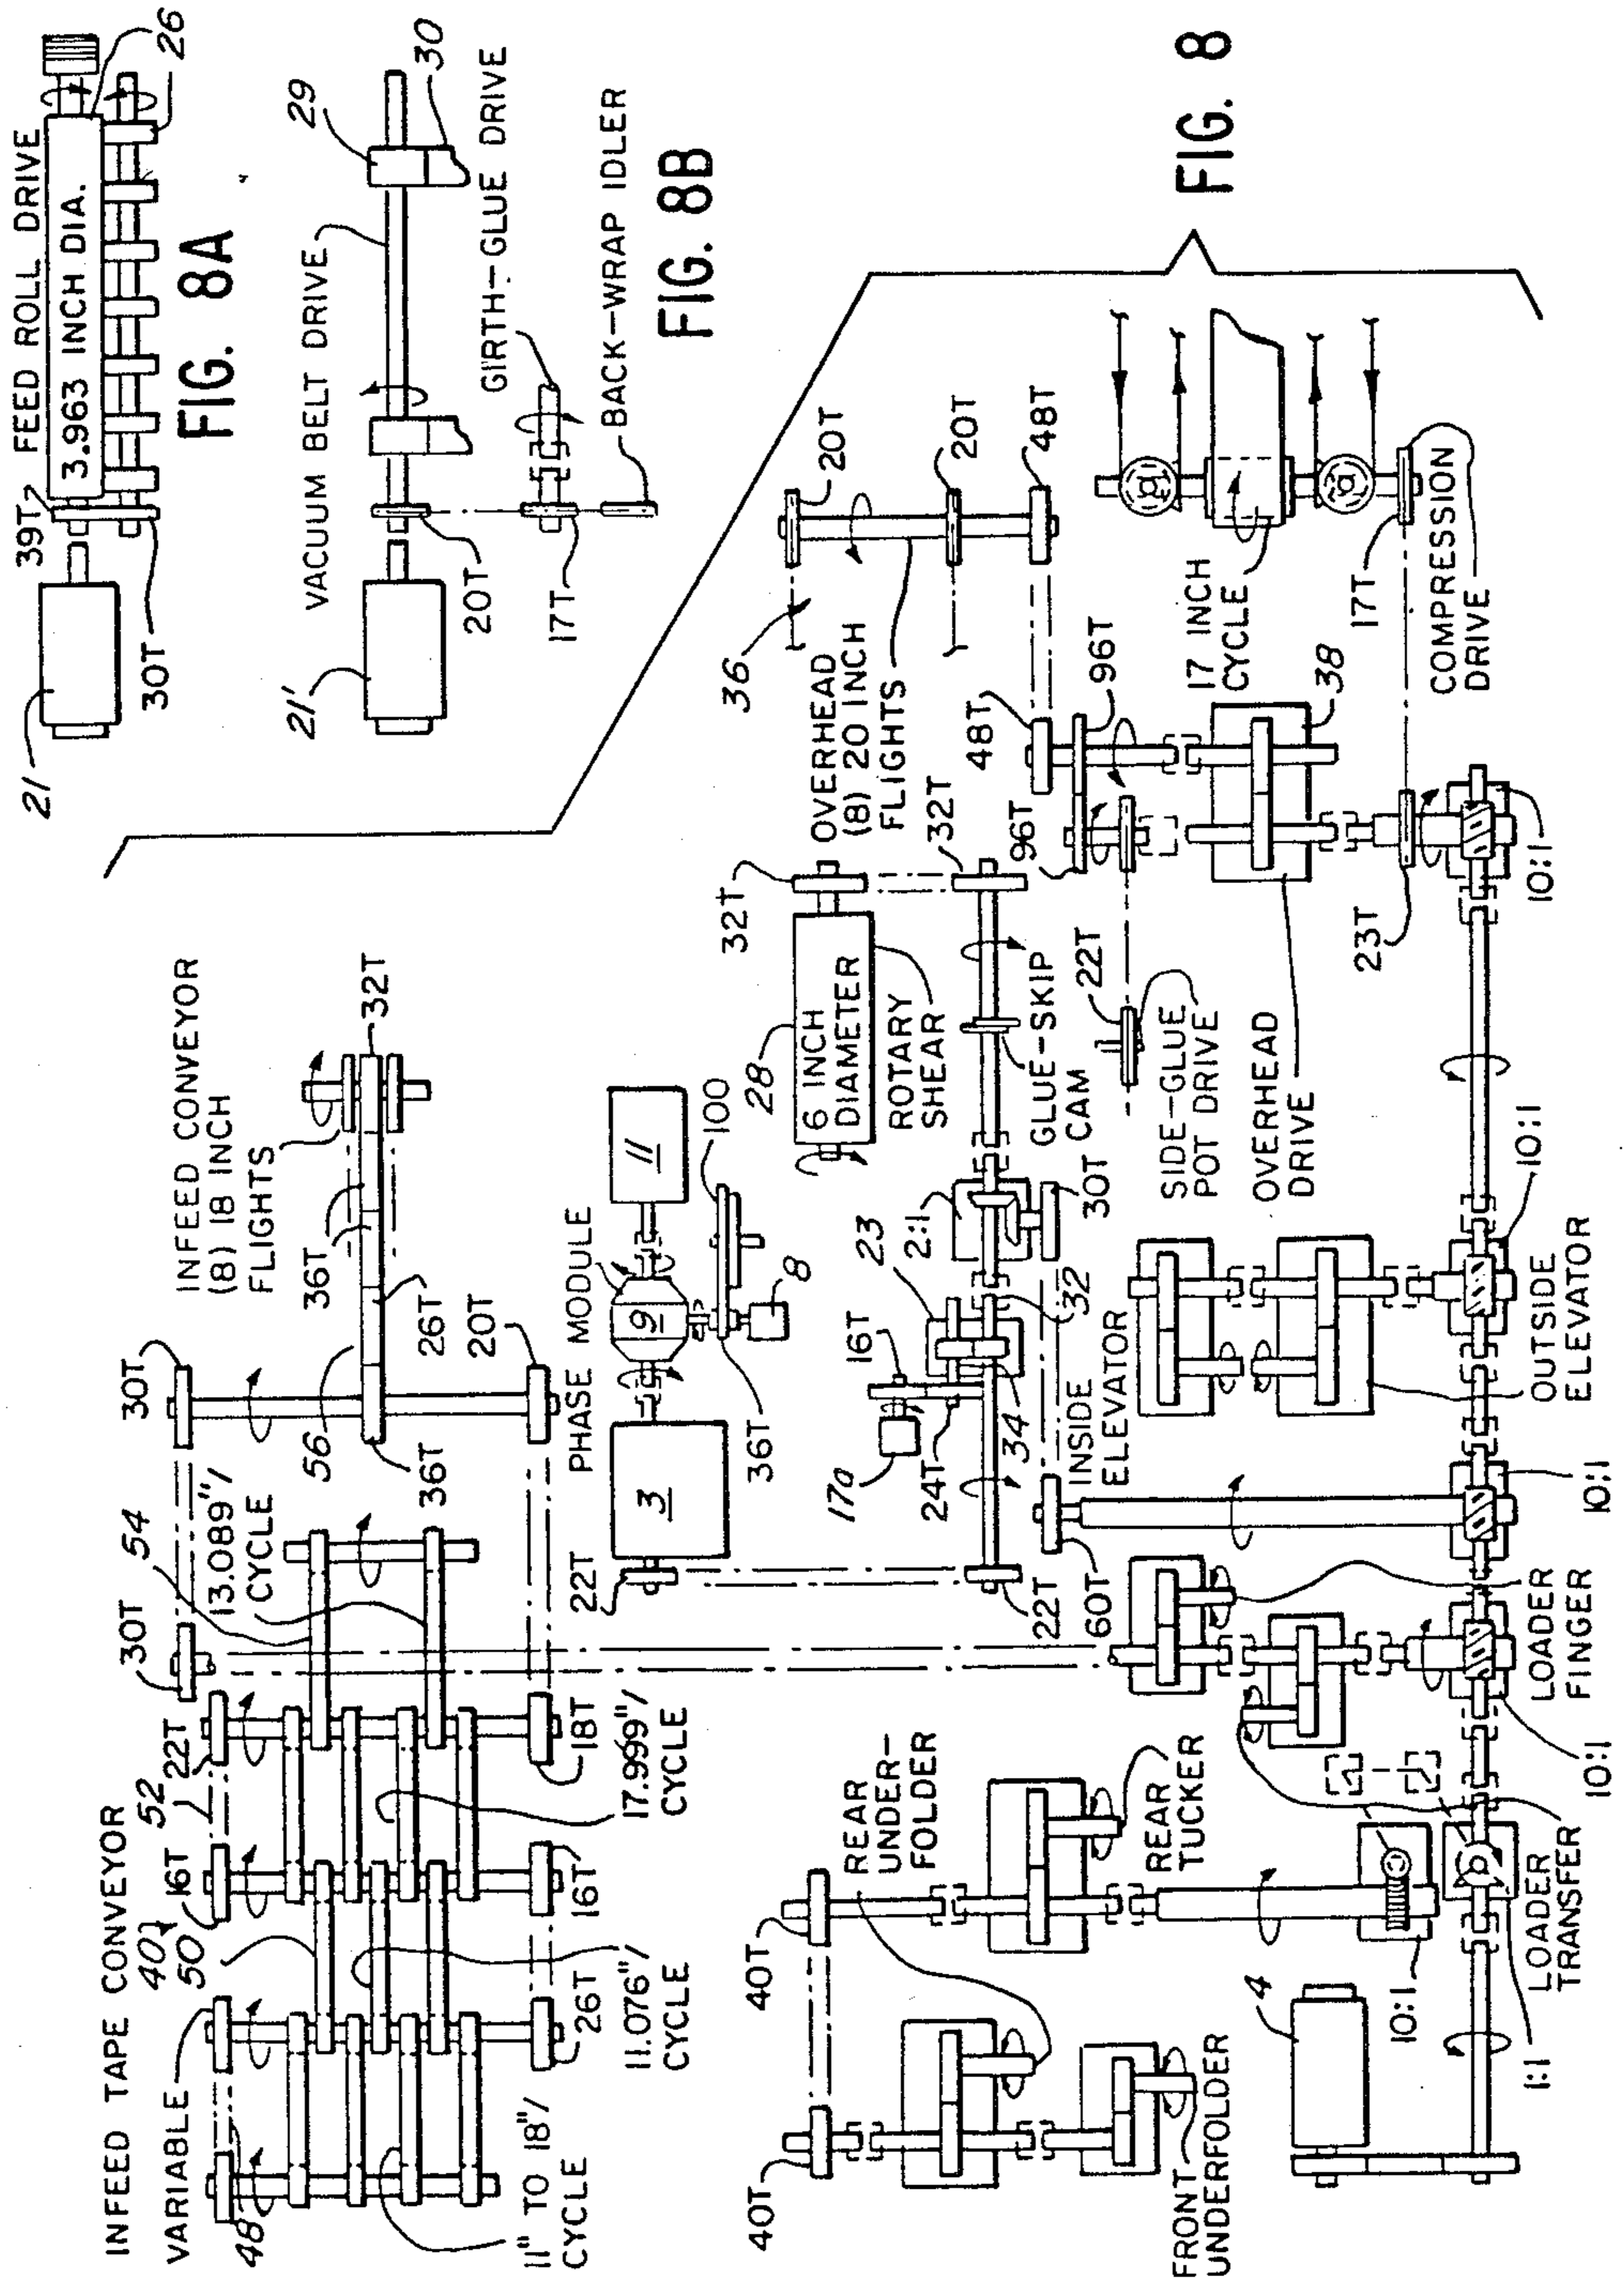 39T
FEED ROLL DRIVE
3.963 INCH DIA.
21
30T
26
26
FIG. 8A
VACUUM BELT DRIVE
29
30
21'
20T
GIRTH-GLUE DRIVE
17T
BACK-WRAP IDLER
FIG. 8B
FIG. 8
INFEED TAPE CONVEYOR
VARIABLE
48
40
50
16T
52
22T
30T
54
13.089"/
CYCLE
30T
56
36T
INFEED CONVEYOR
(8) 18 INCH
FLIGHTS
36T
26T
32T
20T
11" TO 18"/
CYCLE
26T
11.076"/
CYCLE
16T
18T
17.999"/
CYCLE
PHASE MODULE
3
9
11
100
36T
8
22T
22T
17a
16T
24T
34
23
32
2:1
30T
28
6 INCH
DIAMETER
ROTARY
SHEAR
32T
32T
GLUE-SKIP
CAM
OVERHEAD
(8) 20 INCH
FLIGHTS
36
20T
20T
48T
48T
96T
96T
22T
SIDE-GLUE
POT DRIVE
OVERHEAD
DRIVE
38
17 INCH
CYCLE
17T
COMPRESSION
DRIVE
23T
10:1
INSIDE
ELEVATOR
60T
OUTSIDE
ELEVATOR
10:1
10:1
LOADER
FINGER
10:1
LOADER
TRANSFER
1:1
10:1
40T
40T
REAR
UNDER-
FOLDER
REAR
TUCKER
FRONT
UNDERFOLDER
4